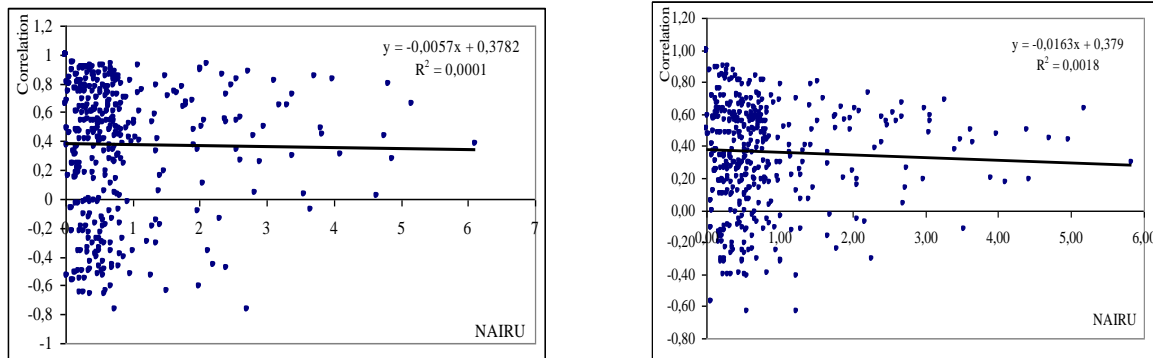 Correlation
1,2
1
0,8
0,6
0,4
0,2
0
-0,2
-0,4
-0,6
-0,8
-1
0 1 2 3 4 5 6 7
y = -0,0057x + 0,3782
R² = 0,0001
NAIRU
Correlation
1,20
1,00
0,80
0,60
0,40
0,20
0,00
-0,20
-0,40
-0,60
-0,80
0,00 1,00 2,00 3,00 4,00 5,00 6,00
y = -0,0163x + 0,379
R² = 0,0018
NAIRU